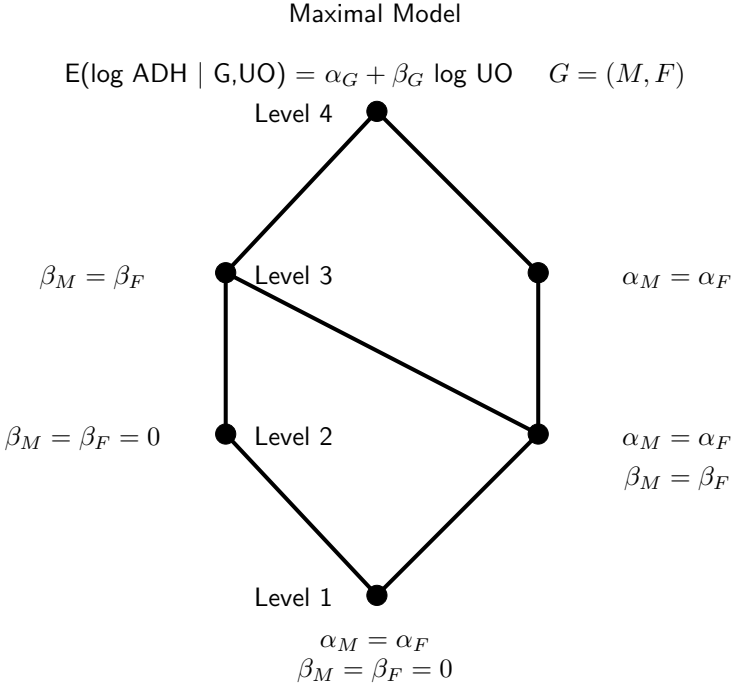 Maximal Model
E(log ADH | G,UO) = α_G + β_G log UO G = (M, F)
Level 4
β_M = β_F Level 3 α_M = α_F
β_M = β_F = 0 Level 2 α_M = α_F
β_M = β_F
Level 1
α_M = α_F
β_M = β_F = 0